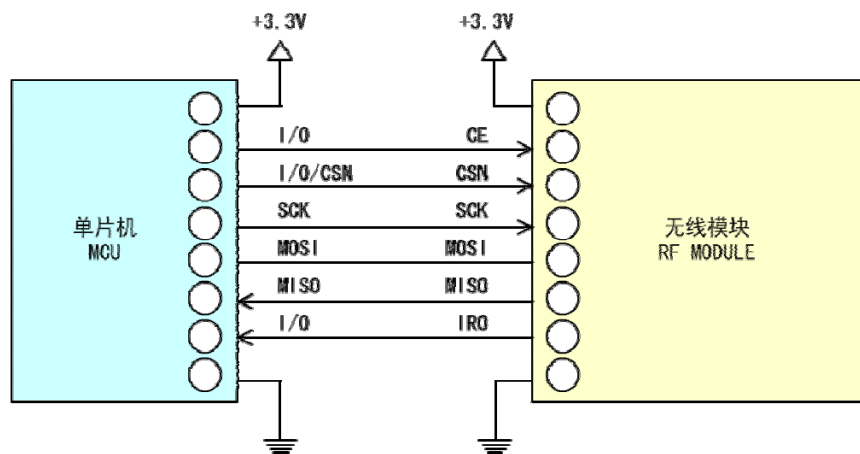 +3.3V +3.3V
I/O CE
I/O/CSN CSN
SCK SCK
单片机
MCU
MOSI MOSI
无线模块
RF MODULE
MISO MISO
I/O IRO